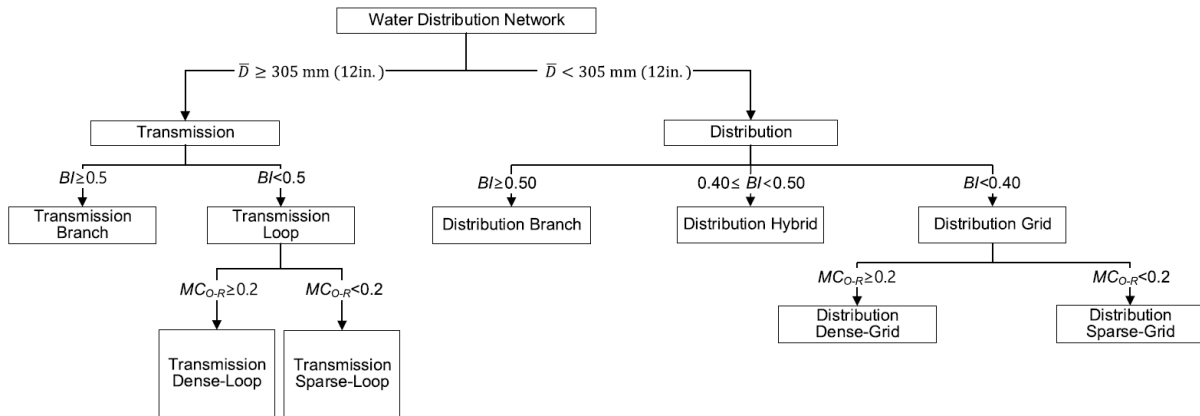 Water Distribution Network
D̅ ≥ 305 mm (12in.)
D̅ < 305 mm (12in.)
Transmission
Distribution
BI≥0.5
BI<0.5
BI≥0.50
0.40≤ BI<0.50
BI<0.40
Transmission
Branch
Transmission
Loop
Distribution Branch
Distribution Hybrid
Distribution Grid
MCO-R≥0.2
MCO-R<0.2
MCO-R≥0.2
MCO-R<0.2
Distribution
Dense-Grid
Distribution
Sparse-Grid
Transmission
Dense-Loop
Transmission
Sparse-Loop